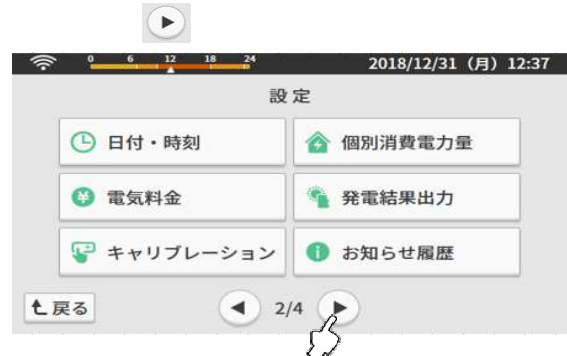 0 6 12 18 24 2018/12/31（月）12:37
設定
日付・時刻 個別消費電力量
電気料金 発電結果出力
キャリブレーション お知らせ履歴
戻る 2/4